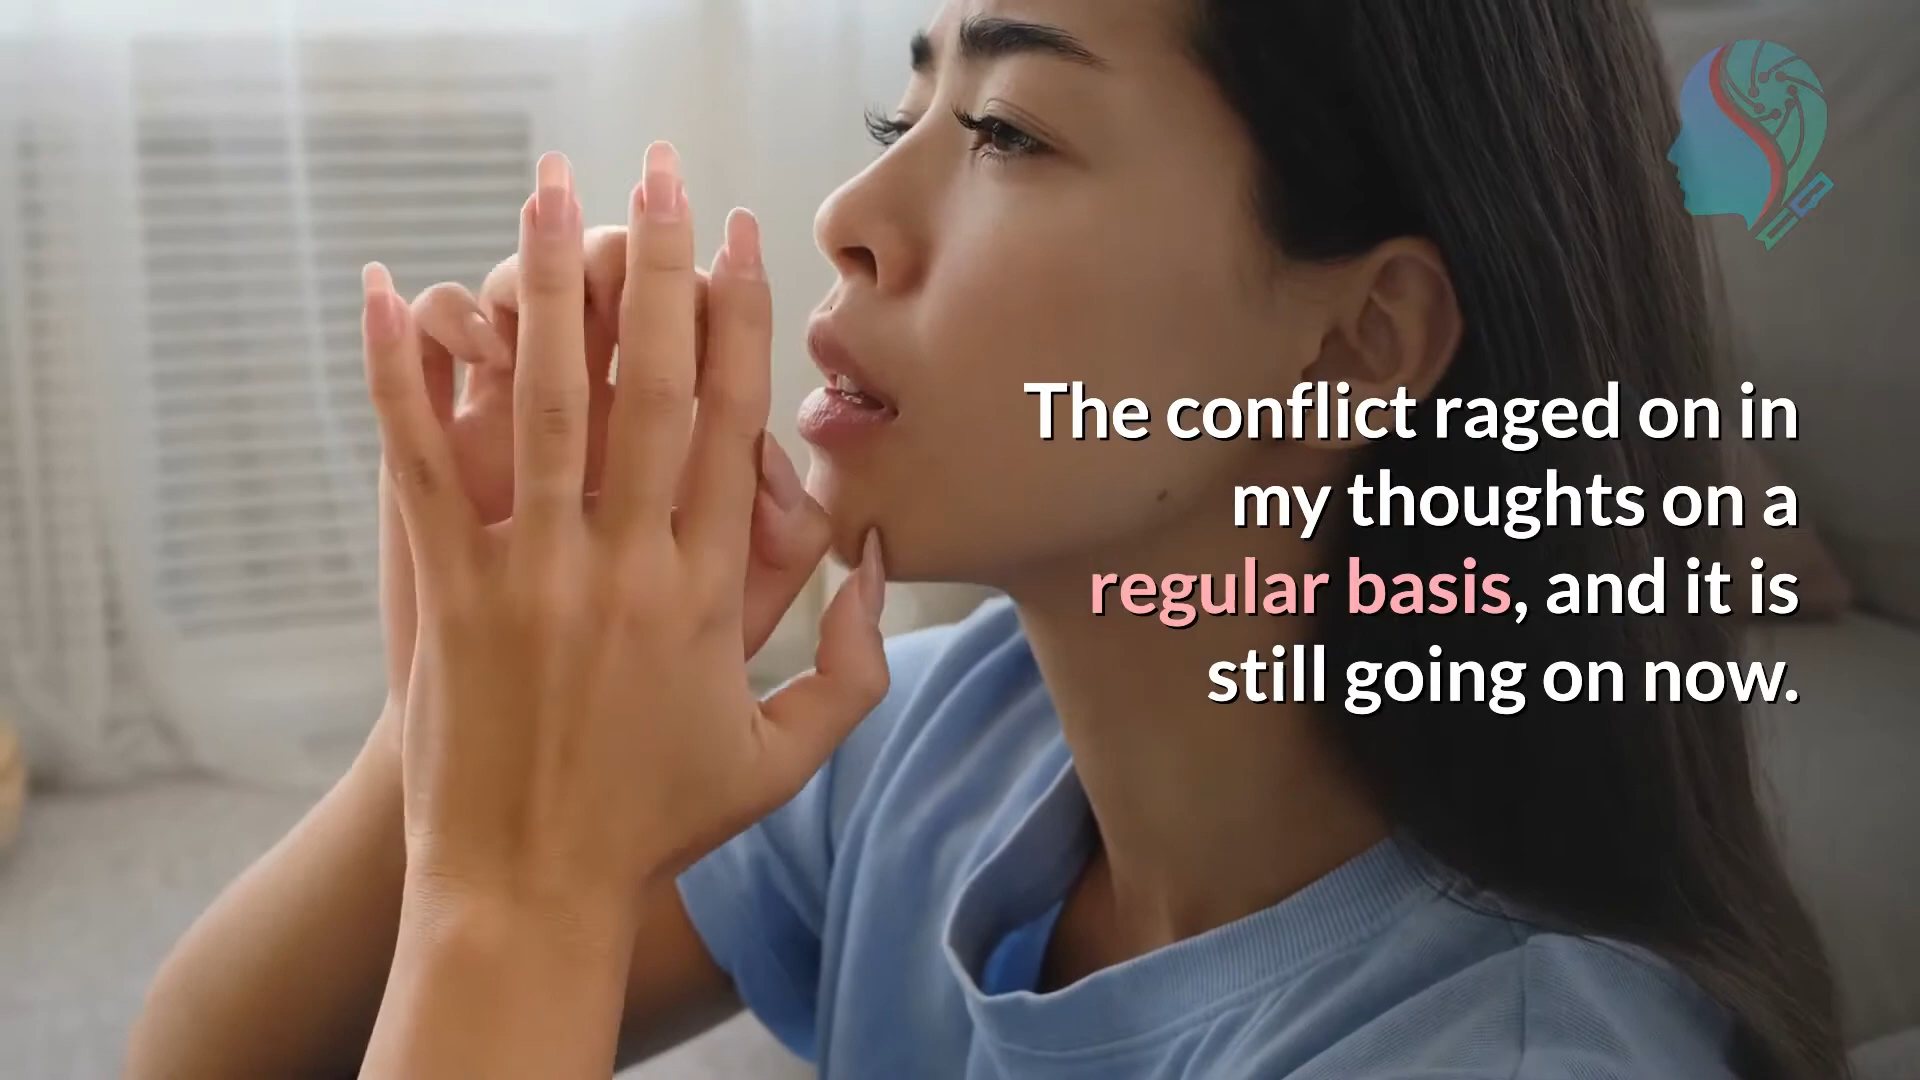 The conflict raged on in
my thoughts on a
regular basis, and it is
still going on now.